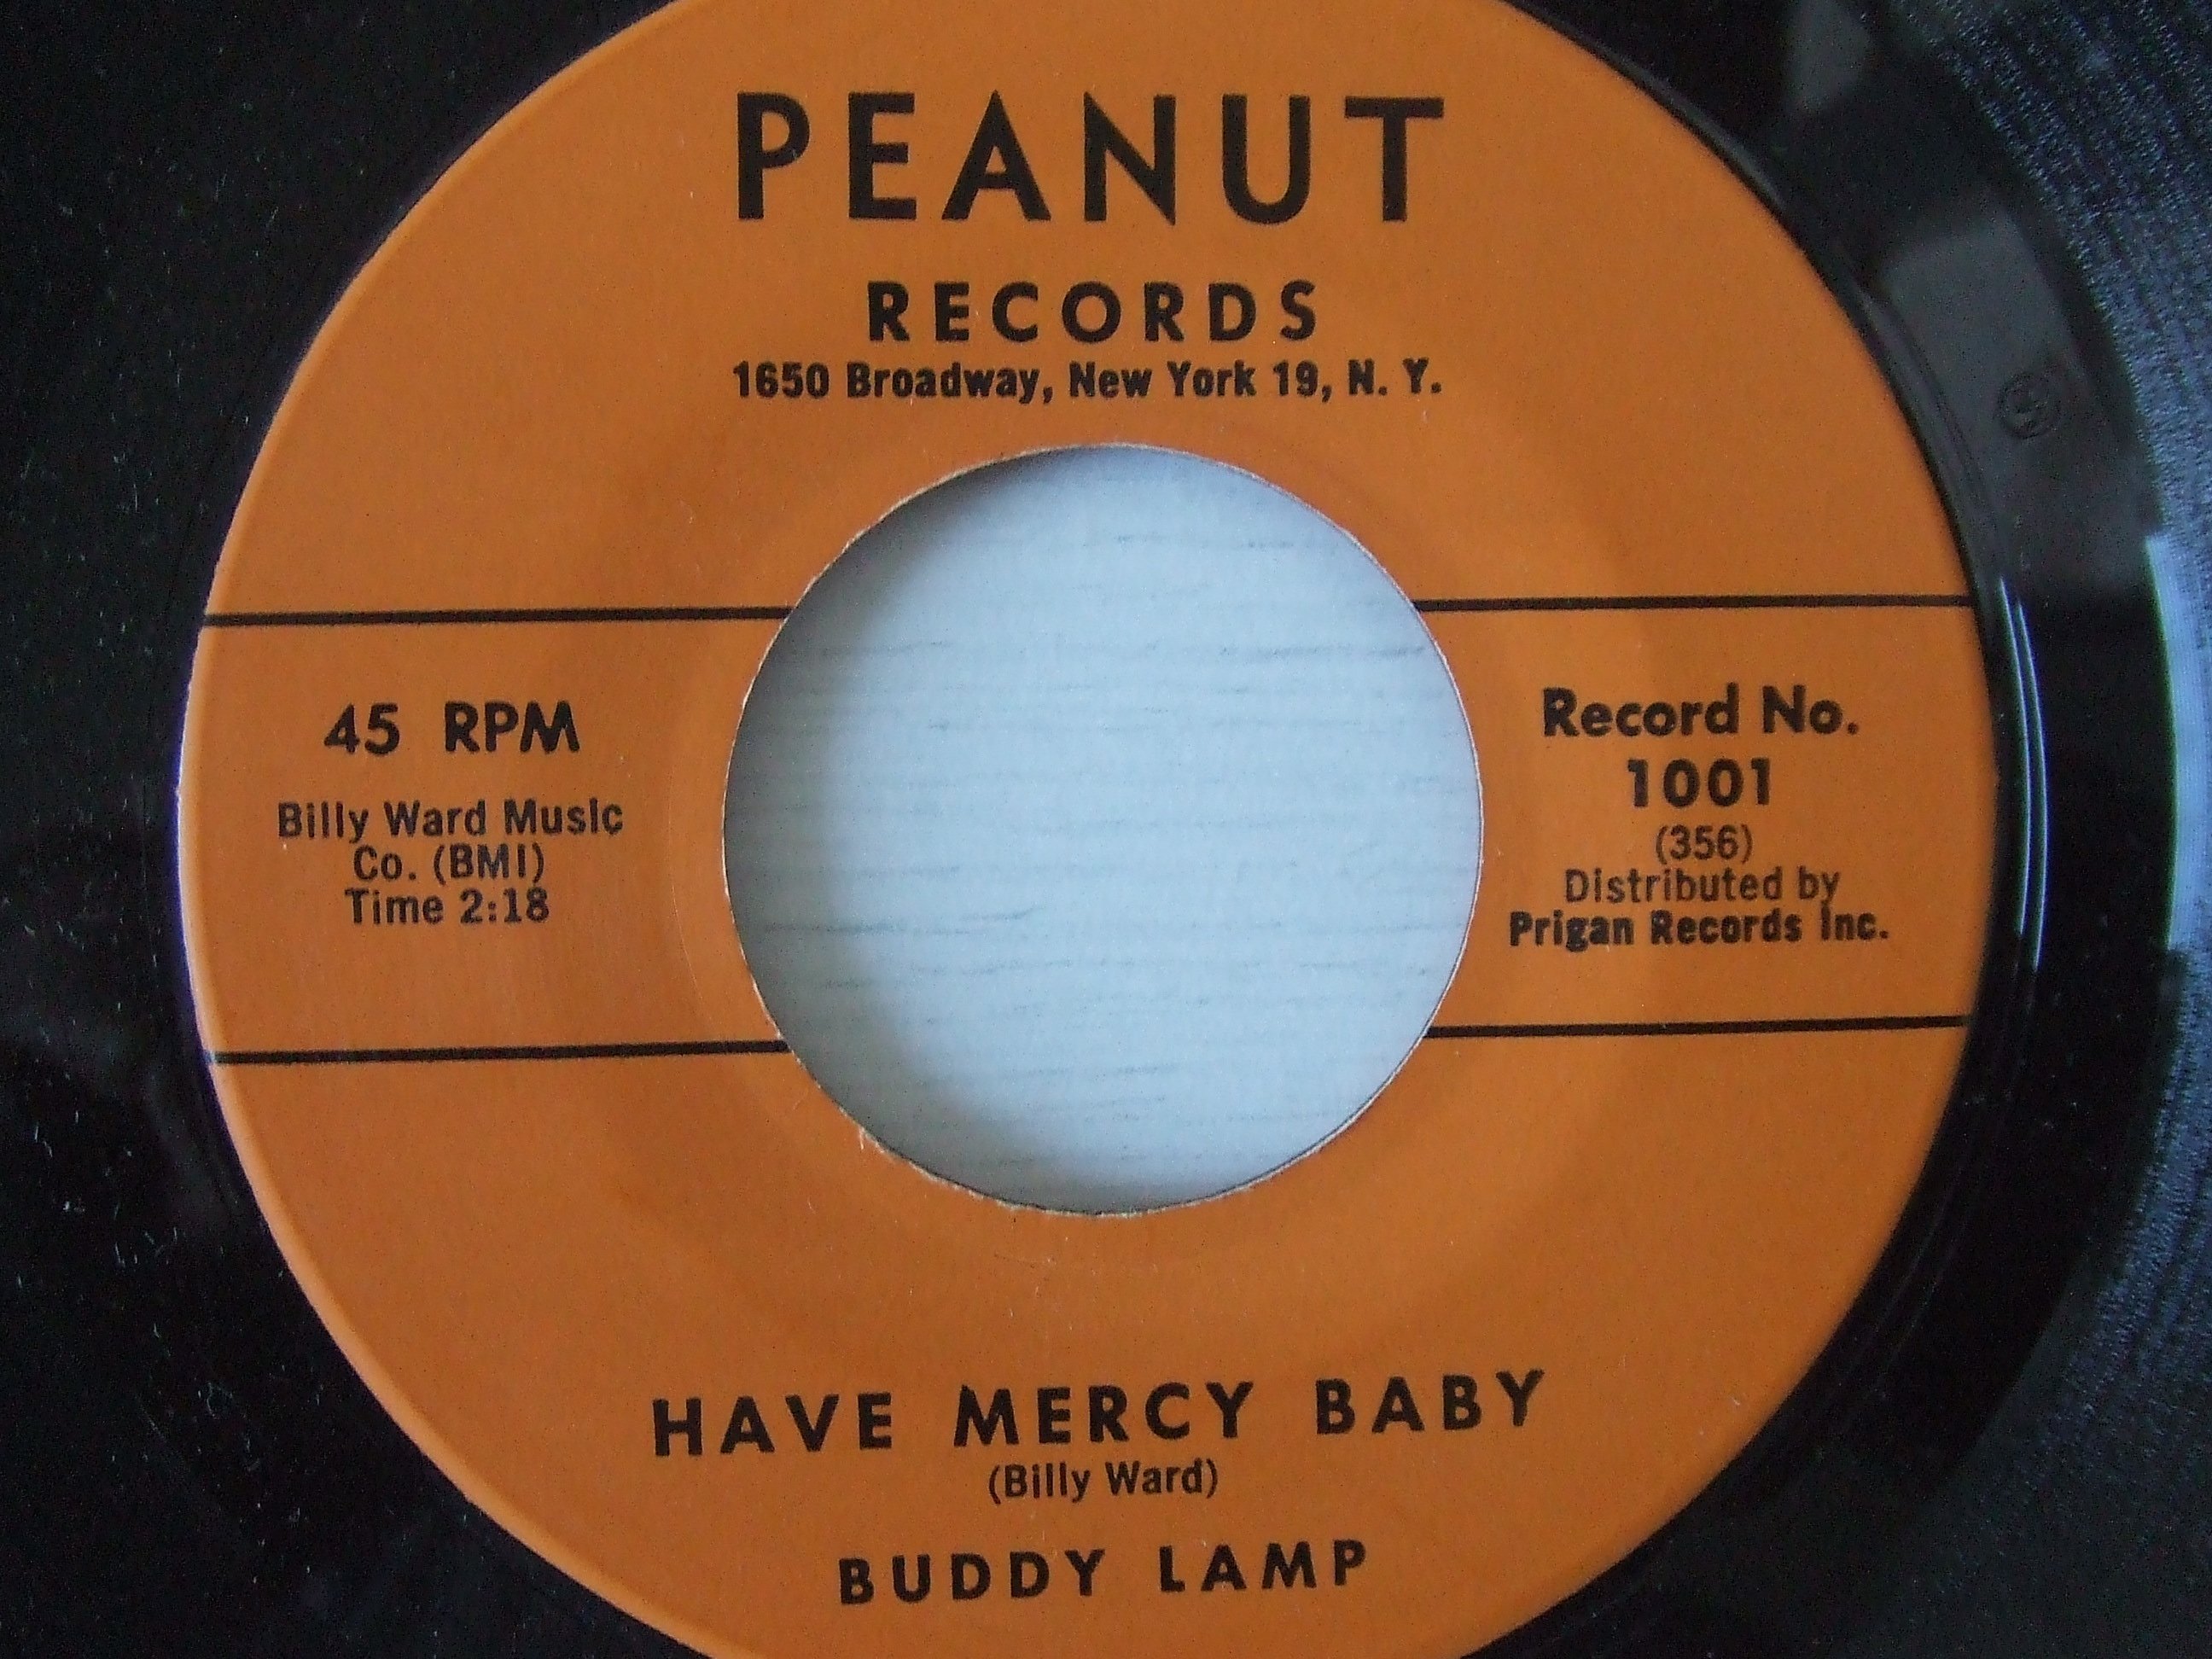 PEANUT
RECORDS
1650 Broadway, New York 19, N. Y.
45 RPM
Billy Ward Music
Co. (BMI)
Time 2:18
Record No.
1001
(356)
Distributed by
Prigan Records Inc.
HAVE MERCY BABY
(Billy Ward)
BUDDY LAMP